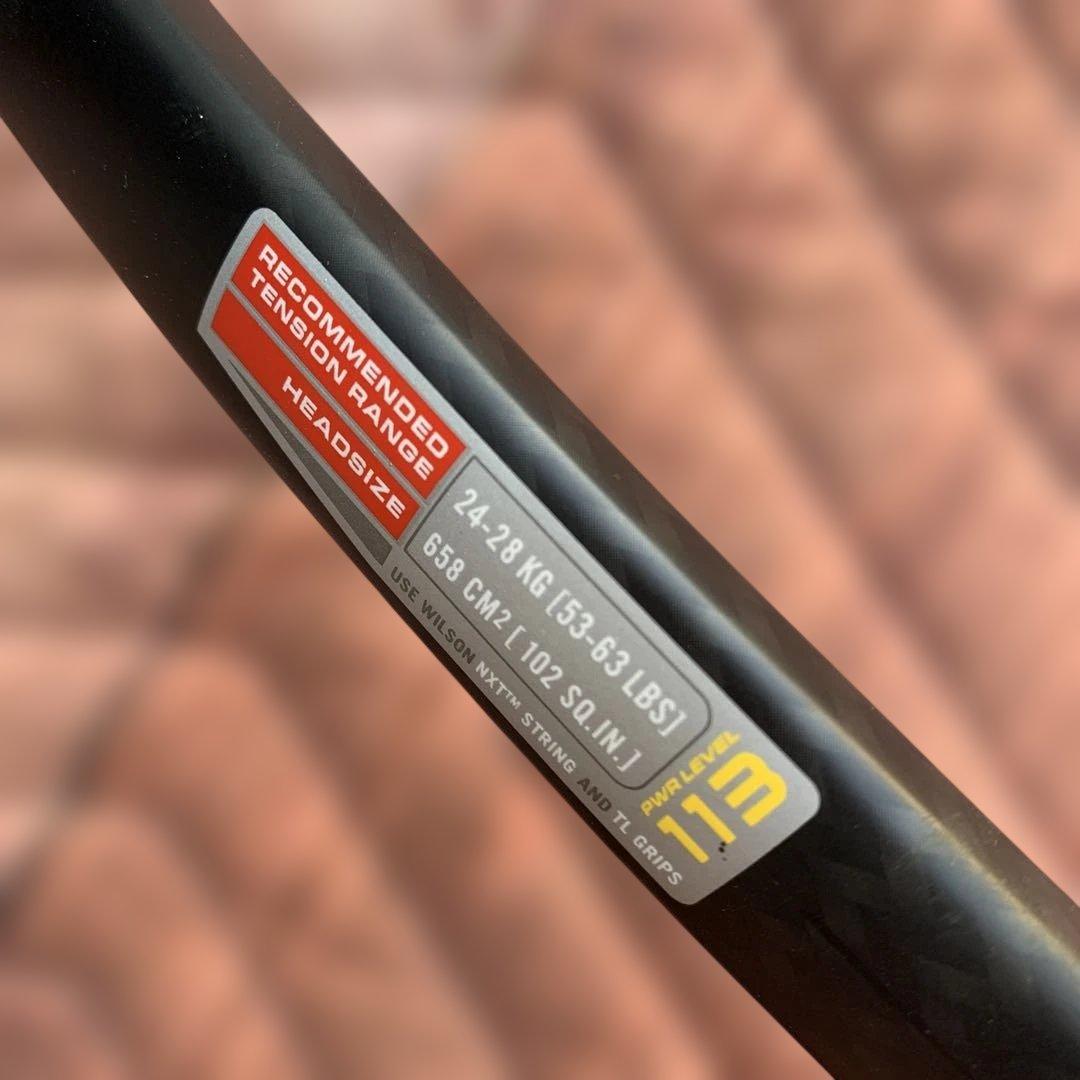 RECOMMENDED
TENSION RANGE
24-28 KG [53-63 LBS]
HEADSIZE
658 CM2 [ 102 SQ.IN.]
USE WILSON NXT™ STRING AND TL GRIPS
PWR LEVEL
113